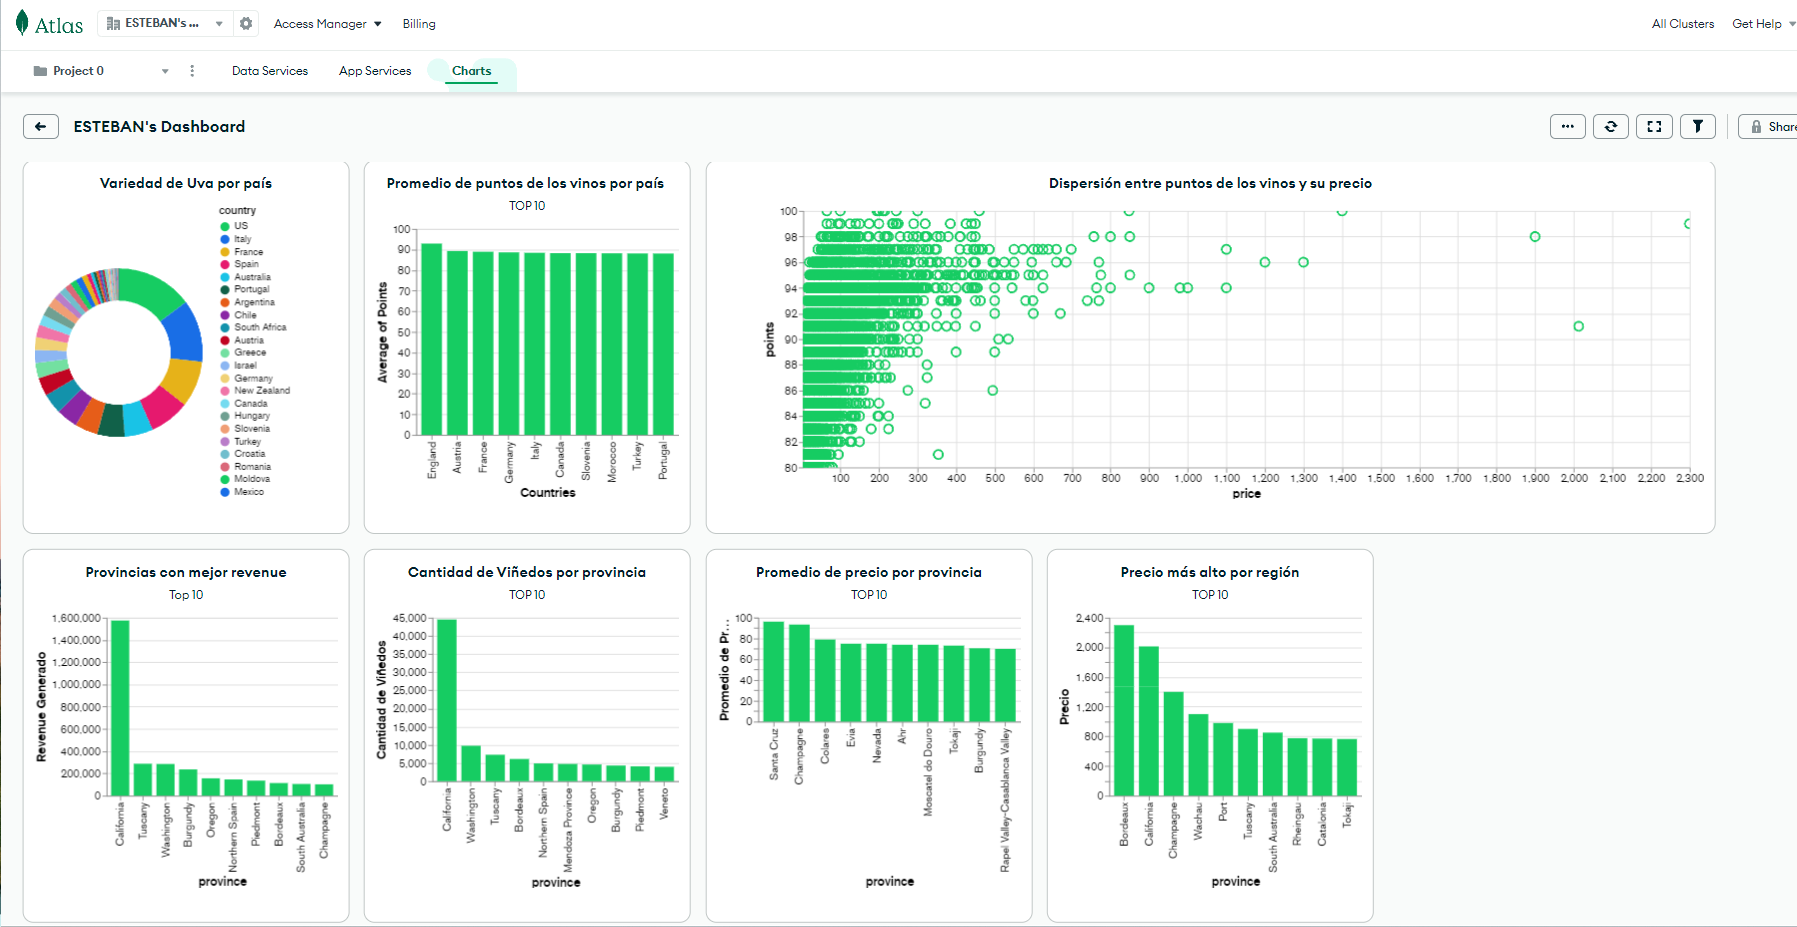 Atlas
ESTEBAN's ...
Access Manager
Billing
All Clusters
Get Help
Project 0
Data Services
App Services
Charts
ESTEBAN's Dashboard
Share
Variedad de Uva por país
country
US
Italy
France
Spain
Australia
Portugal
Argentina
Chile
South Africa
Austria
Greece
Israel
Germany
New Zealand
Canada
Hungary
Slovenia
Turkey
Croatia
Romania
Moldova
Mexico
Promedio de puntos de los vinos por país
TOP 10
Average of Points
100
90
80
70
60
50
40
30
20
10
0
England
Austria
France
Germany
Italy
Canada
Slovenia
Morocco
Turkey
Portugal
Countries
Dispersión entre puntos de los vinos y su precio
points
100
98
96
94
92
90
88
86
84
82
80
100 200 300 400 500 600 700 800 900 1,000 1,100 1,200 1,300 1,400 1,500 1,600 1,700 1,800 1,900 2,000 2,100 2,200 2,300
price
Provincias con mejor revenue
Top 10
Revenue Generado
1,600,000
1,400,000
1,200,000
1,000,000
800,000
600,000
400,000
200,000
0
California
Tuscany
Washington
Burgundy
Oregon
Northern Spain
Piedmont
Bordeaux
South Australia
Champagne
province
Cantidad de Viñedos por provincia
TOP 10
Cantidad de Viñedos
45,000
40,000
35,000
30,000
25,000
20,000
15,000
10,000
5,000
0
California
Washington
Tuscany
Bordeaux
Northern Spain
Mendoza Province
Oregon
Burgundy
Piedmont
Veneto
province
Promedio de precio por provincia
TOP 10
Promedio de Pr...
100
80
60
40
20
0
Santa Cruz
Champagne
Colares
Evia
Nevada
Ahr
Moscatel do Douro
Tokaji
Burgundy
Rapel Valley-Casablanca Valley
province
Precio más alto por región
TOP 10
Precio
2,400
2,000
1,600
1,200
800
400
0
Bordeaux
California
Champagne
Wachau
Port
Tuscany
South Australia
Rheingau
Catalonia
Tokaji
province